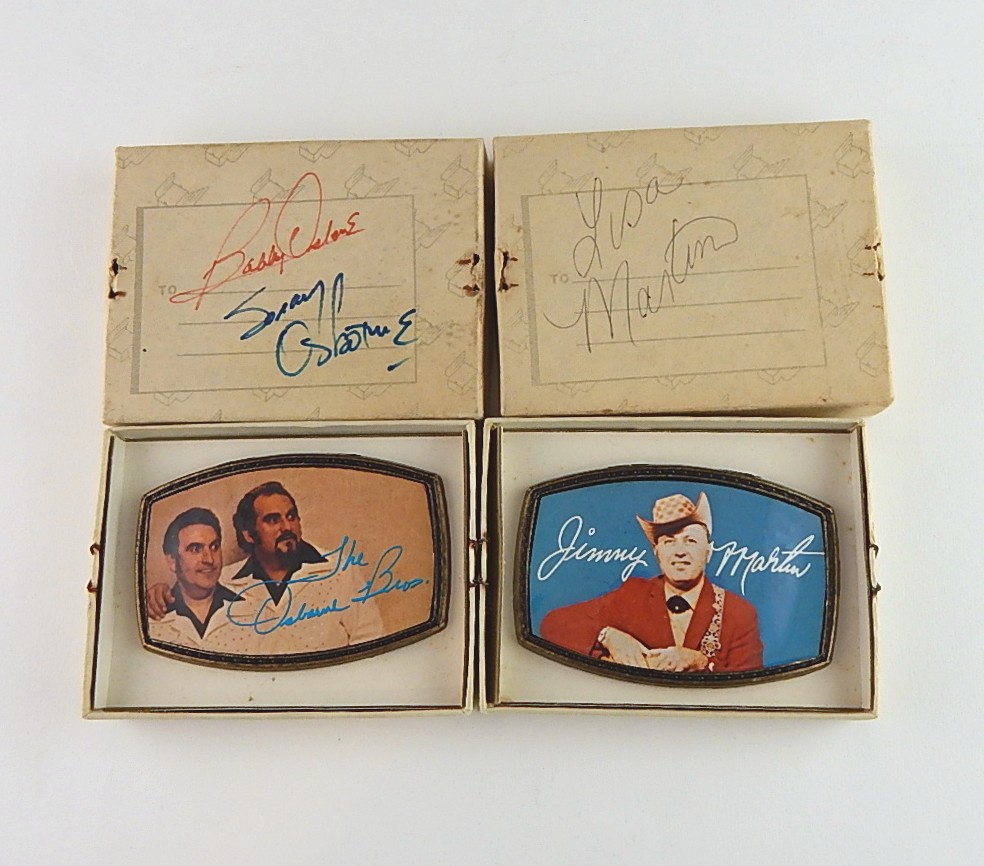 Bobby Osborne
TO
Sonny
Osborne
Lisa
TO
Martin
The
Osborne Bros.
Jimmy Martin